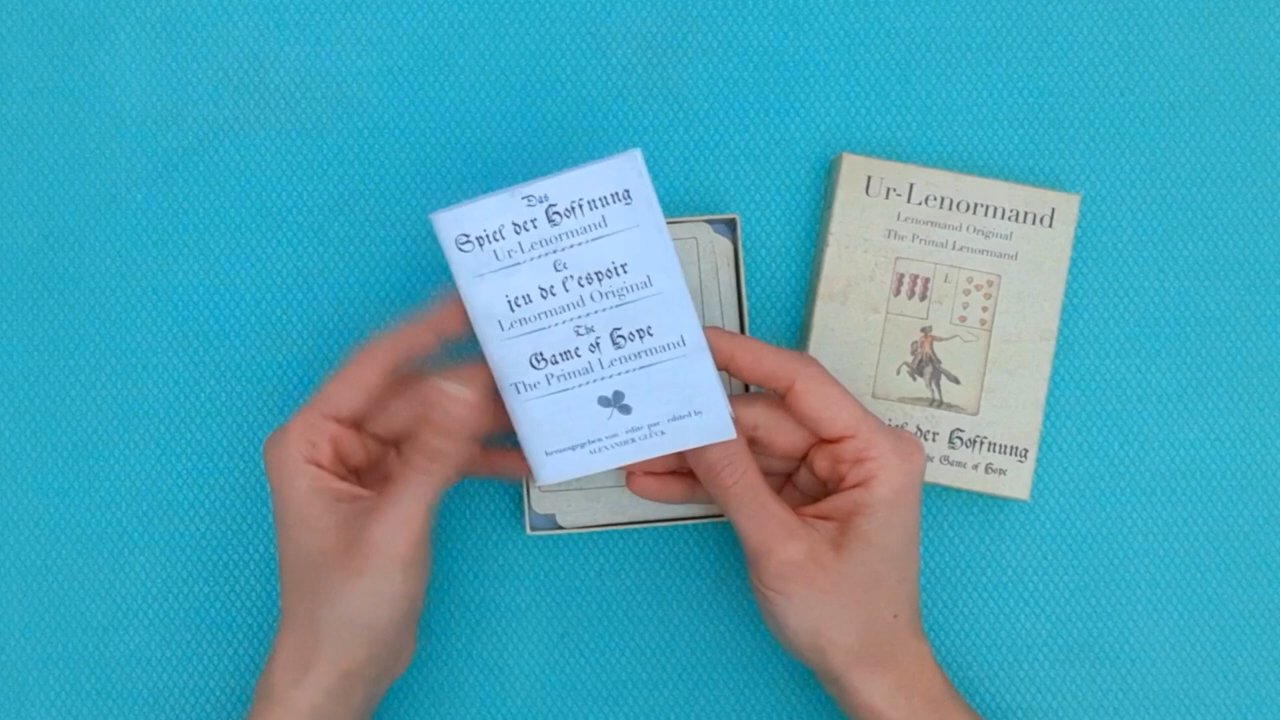 Das
Spiel der Hoffnung
Ur-Lenormand
Le
jeu de l'espoir
Lenormand Original
The
Game of Hope
The Primal Lenormand
herausgegeben von · édité par · edited by
ALEXANDER GLÜCK
Ur-Lenormand
Lenormand Original
The Primal Lenormand
1.
der Hoffnung
Game of Hope